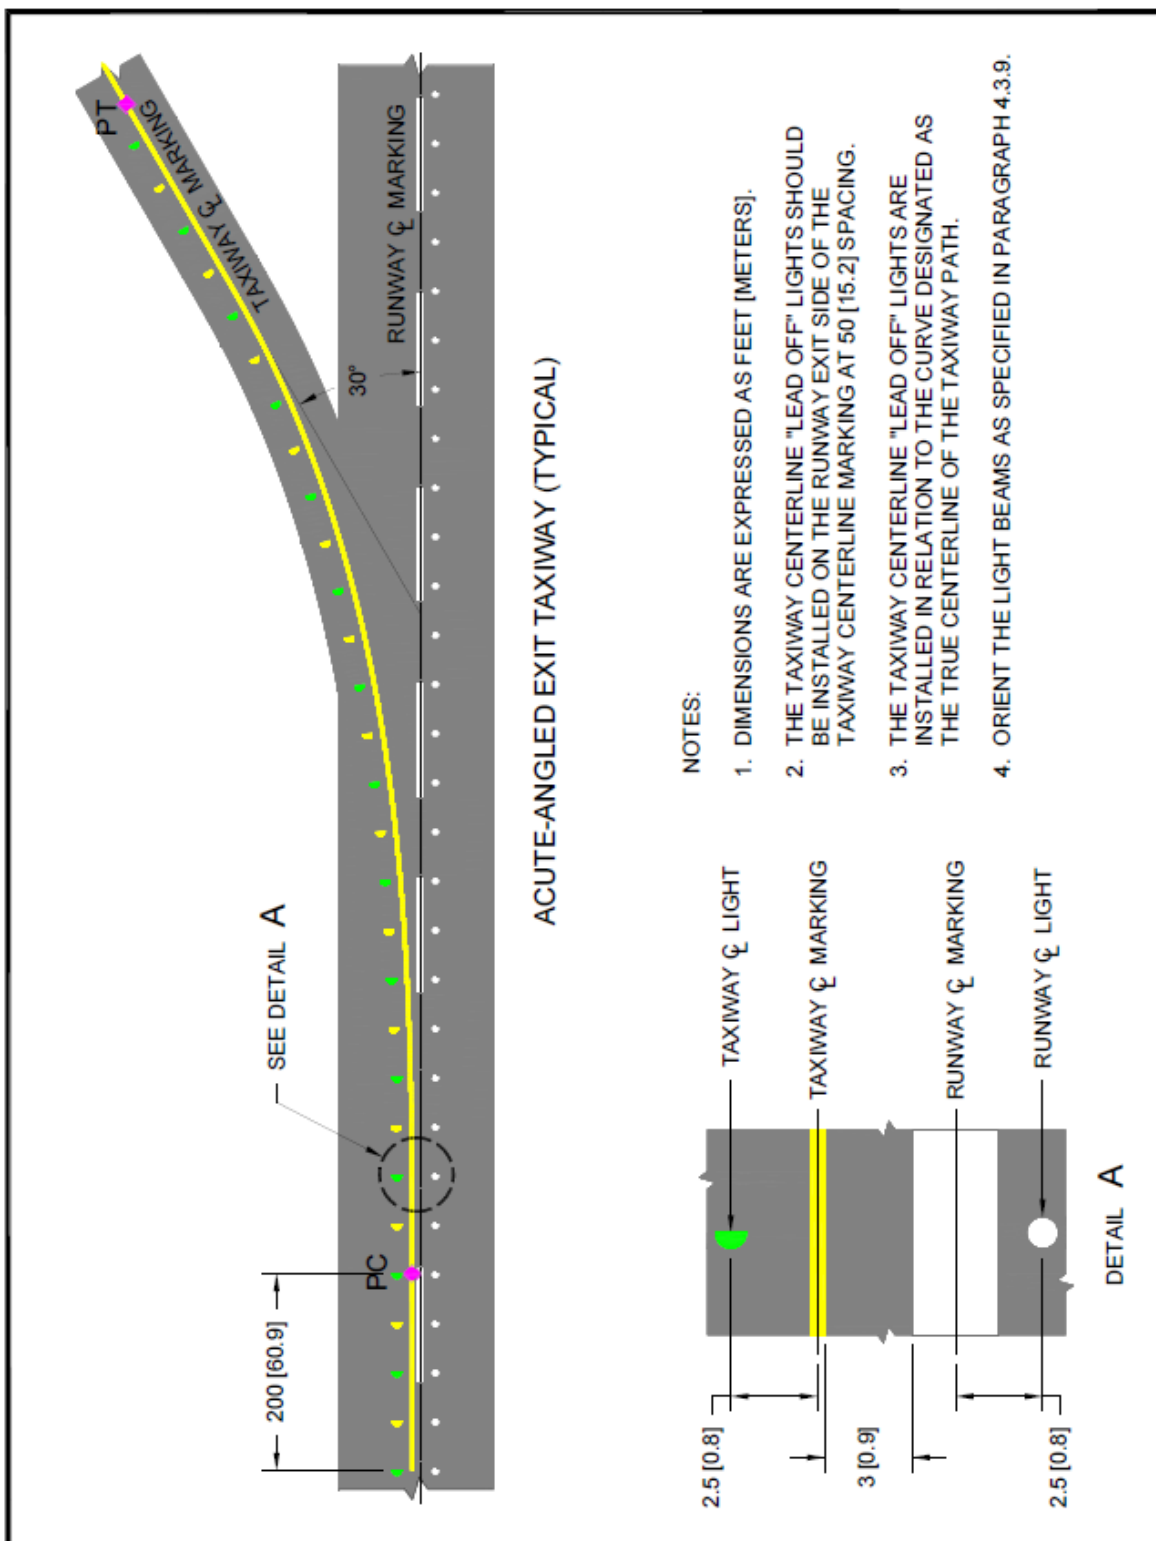 PT
TAXIWAY ℄ MARKING
RUNWAY ℄ MARKING
30°
SEE DETAIL A
PC
200 [60.9]
ACUTE-ANGLED EXIT TAXIWAY (TYPICAL)
TAXIWAY ℄ LIGHT
TAXIWAY ℄ MARKING
RUNWAY ℄ MARKING
RUNWAY ℄ LIGHT
2.5 [0.8]
3 [0.9]
2.5 [0.8]
DETAIL A
NOTES:
1. DIMENSIONS ARE EXPRESSED AS FEET [METERS].
2. THE TAXIWAY CENTERLINE "LEAD OFF" LIGHTS SHOULD
BE INSTALLED ON THE RUNWAY EXIT SIDE OF THE
TAXIWAY CENTERLINE MARKING AT 50 [15.2] SPACING.
3. THE TAXIWAY CENTERLINE "LEAD OFF" LIGHTS ARE
INSTALLED IN RELATION TO THE CURVE DESIGNATED AS
THE TRUE CENTERLINE OF THE TAXIWAY PATH.
4. ORIENT THE LIGHT BEAMS AS SPECIFIED IN PARAGRAPH 4.3.9.